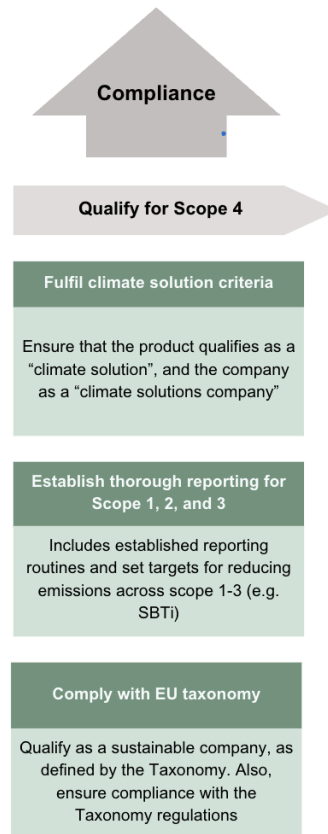 Compliance
Qualify for Scope 4
Fulfil climate solution criteria
Ensure that the product qualifies as a
“climate solution”, and the company
as a “climate solutions company”
Establish thorough reporting for
Scope 1, 2, and 3
Includes established reporting
routines and set targets for reducing
emissions across scope 1-3 (e.g.
SBTi)
Comply with EU taxonomy
Qualify as a sustainable company, as
defined by the Taxonomy. Also,
ensure compliance with the
Taxonomy regulations